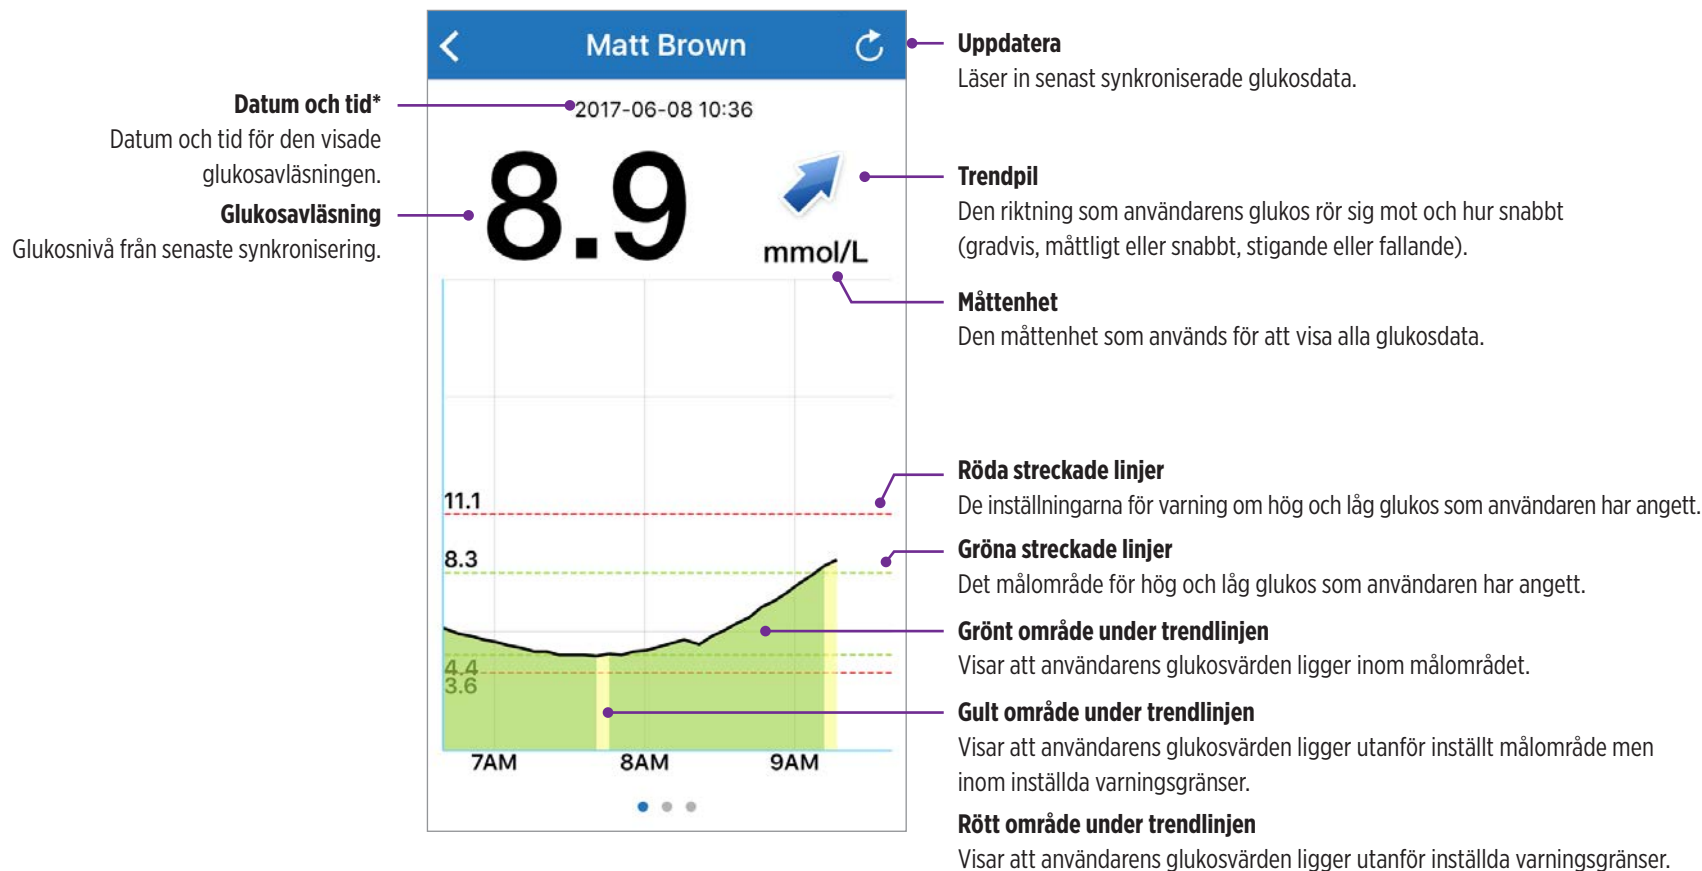 Matt Brown
2017-06-08 10:36
8.9
mmol/L
11.1
8.3
4.4
3.6
7AM 8AM 9AM
Datum och tid*
Datum och tid för den visade
glukosavläsningen.
Glukosavläsning
Glukosnivå från senaste synkronisering.
Uppdatera
Läser in senast synkroniserade glukosdata.
Trendpil
Den riktning som användarens glukos rör sig mot och hur snabbt
(gradvis, måttligt eller snabbt, stigande eller fallande).
Måttenhet
Den måttenhet som används för att visa alla glukosdata.
Röda streckade linjer
De inställningarna för varning om hög och låg glukos som användaren har angett.
Gröna streckade linjer
Det målområde för hög och låg glukos som användaren har angett.
Grönt område under trendlinjen
Visar att användarens glukosvärden ligger inom målområdet.
Gult område under trendlinjen
Visar att användarens glukosvärden ligger utanför inställt målområde men
inom inställda varningsgränser.
Rött område under trendlinjen
Visar att användarens glukosvärden ligger utanför inställda varningsgränser.